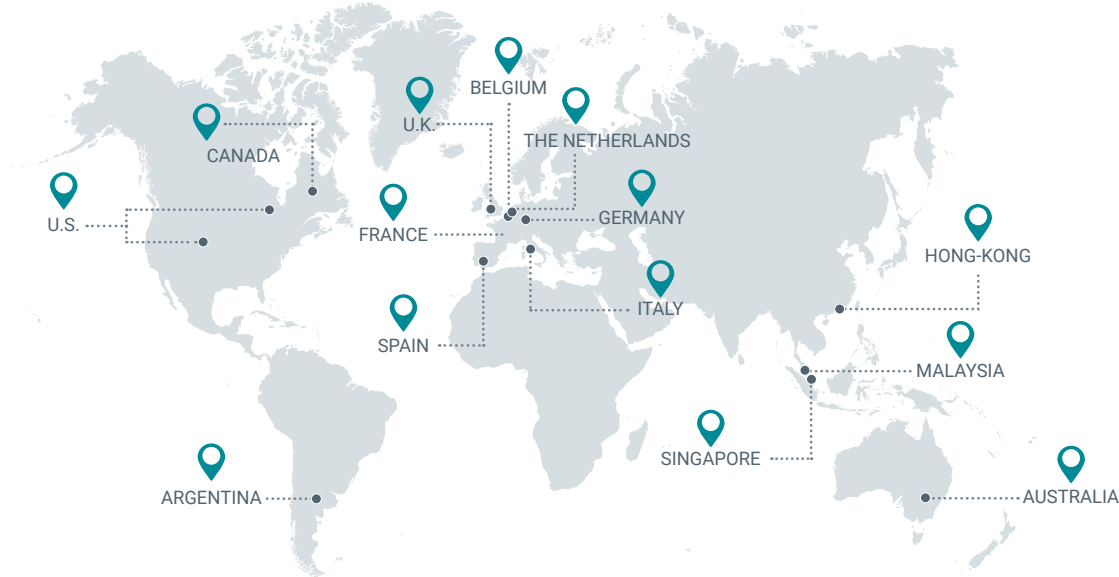 BELGIUM
U.K.
THE NETHERLANDS
CANADA
U.S.
FRANCE
GERMANY
HONG-KONG
ITALY
SPAIN
MALAYSIA
SINGAPORE
ARGENTINA
AUSTRALIA